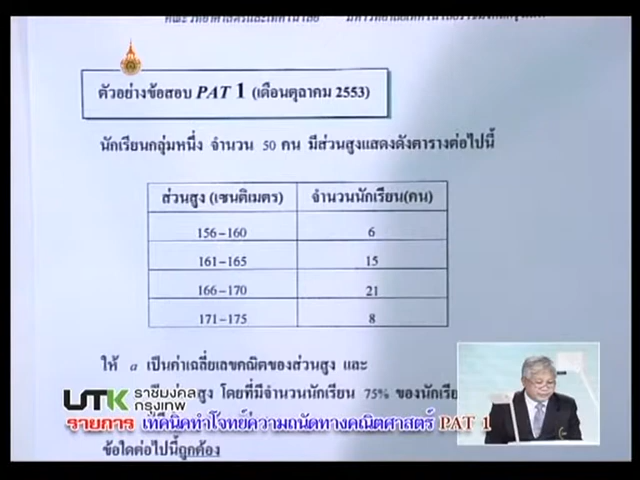 ตัวอย่างข้อสอบ PAT 1 (เดือนตุลาคม 2553)
นักเรียนกลุ่มหนึ่ง จำนวน 50 คน มีส่วนสูงแสดงดังตารางต่อไปนี้
ส่วนสูง (เซนติเมตร) จำนวนนักเรียน(คน)
156-160 6
161-165 15
166-170 21
171-175 8
ให้ a เป็นค่าเฉลี่ยเลขคณิตของส่วนสูง และ
สูง โดยที่มีจำนวนนักเรียน 75% ของนักเรี
UTK ราชมงคล กรุงเทพ
รายการ เทคนิคทำโจทย์ความถนัดทางคณิตศาสตร์ PAT 1
ข้อใดต่อไปนี้ถูกต้อง